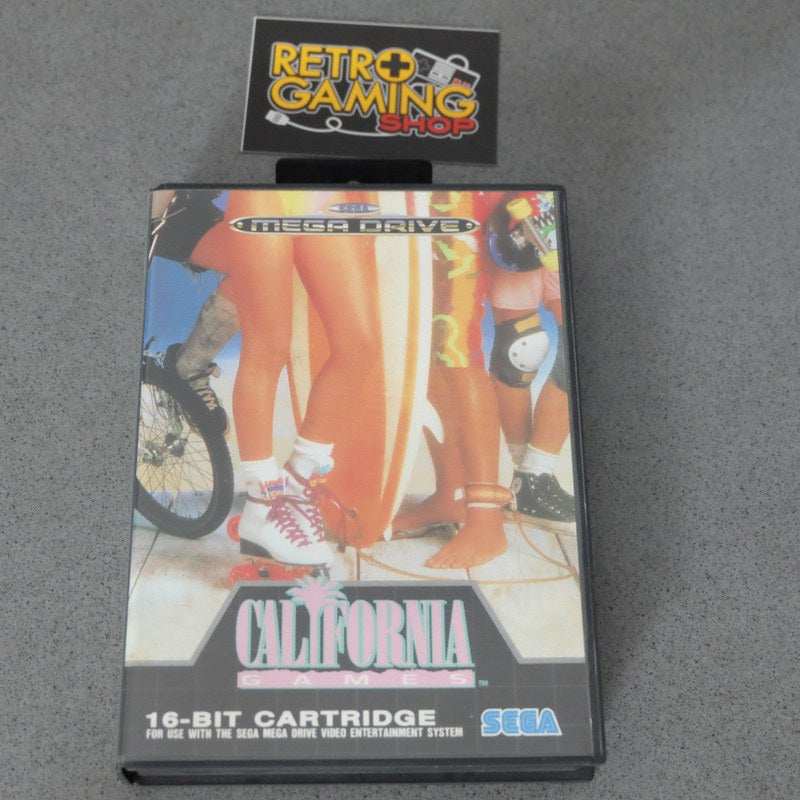 RETRO
GAMING
SHOP
SEGA
MEGA DRIVE
CALIFORNIA
GAMES TM
16-BIT CARTRIDGE
FOR USE WITH THE SEGA MEGA DRIVE VIDEO ENTERTAINMENT SYSTEM
SEGA